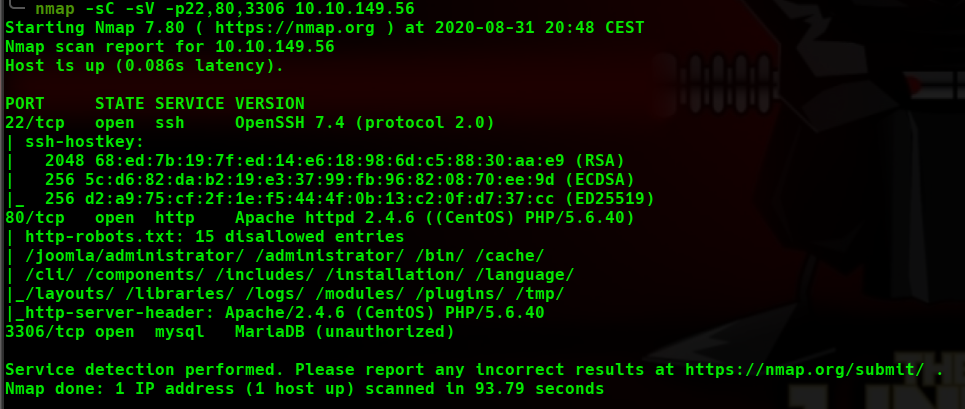 nmap -sC -sV -p22,80,3306 10.10.149.56
Starting Nmap 7.80 ( https://nmap.org ) at 2020-08-31 20:48 CEST
Nmap scan report for 10.10.149.56
Host is up (0.086s latency).
PORT     STATE SERVICE VERSION
22/tcp   open  ssh     OpenSSH 7.4 (protocol 2.0)
| ssh-hostkey:
|   2048 68:ed:7b:19:7f:ed:14:e6:18:98:6d:c5:88:30:aa:e9 (RSA)
|   256 5c:d6:82:da:b2:19:e3:37:99:fb:96:82:08:70:ee:9d (ECDSA)
|_  256 d2:a9:75:cf:2f:1e:f5:44:4f:0b:13:c2:0f:d7:37:cc (ED25519)
80/tcp   open  http    Apache httpd 2.4.6 ((CentOS) PHP/5.6.40)
| http-robots.txt: 15 disallowed entries
| /joomla/administrator/ /administrator/ /bin/ /cache/
| /cli/ /components/ /includes/ /installation/ /language/
|_/layouts/ /libraries/ /logs/ /modules/ /plugins/ /tmp/
|_http-server-header: Apache/2.4.6 (CentOS) PHP/5.6.40
3306/tcp open  mysql   MariaDB (unauthorized)
Service detection performed. Please report any incorrect results at https://nmap.org/submit/ .
Nmap done: 1 IP address (1 host up) scanned in 93.79 seconds